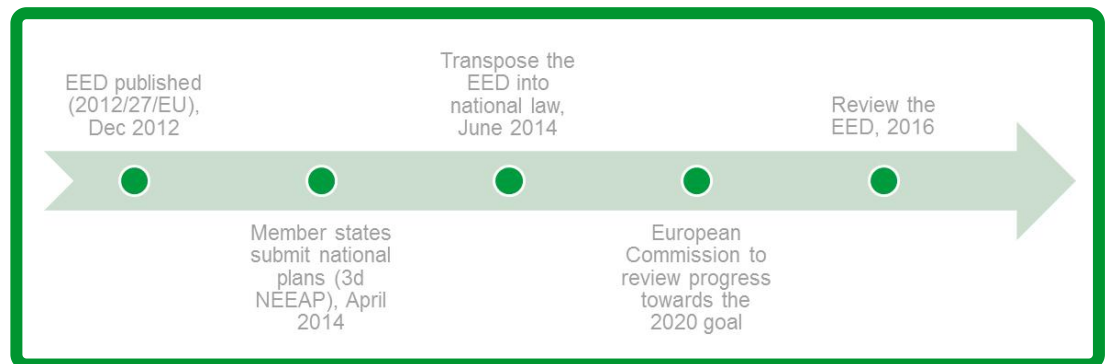 EED published
(2012/27/EU),
Dec 2012
Member states
submit national
plans (3d
NEEAP), April
2014
Transpose the
EED into
national law,
June 2014
European
Commission to
review progress
towards the
2020 goal
Review the
EED, 2016